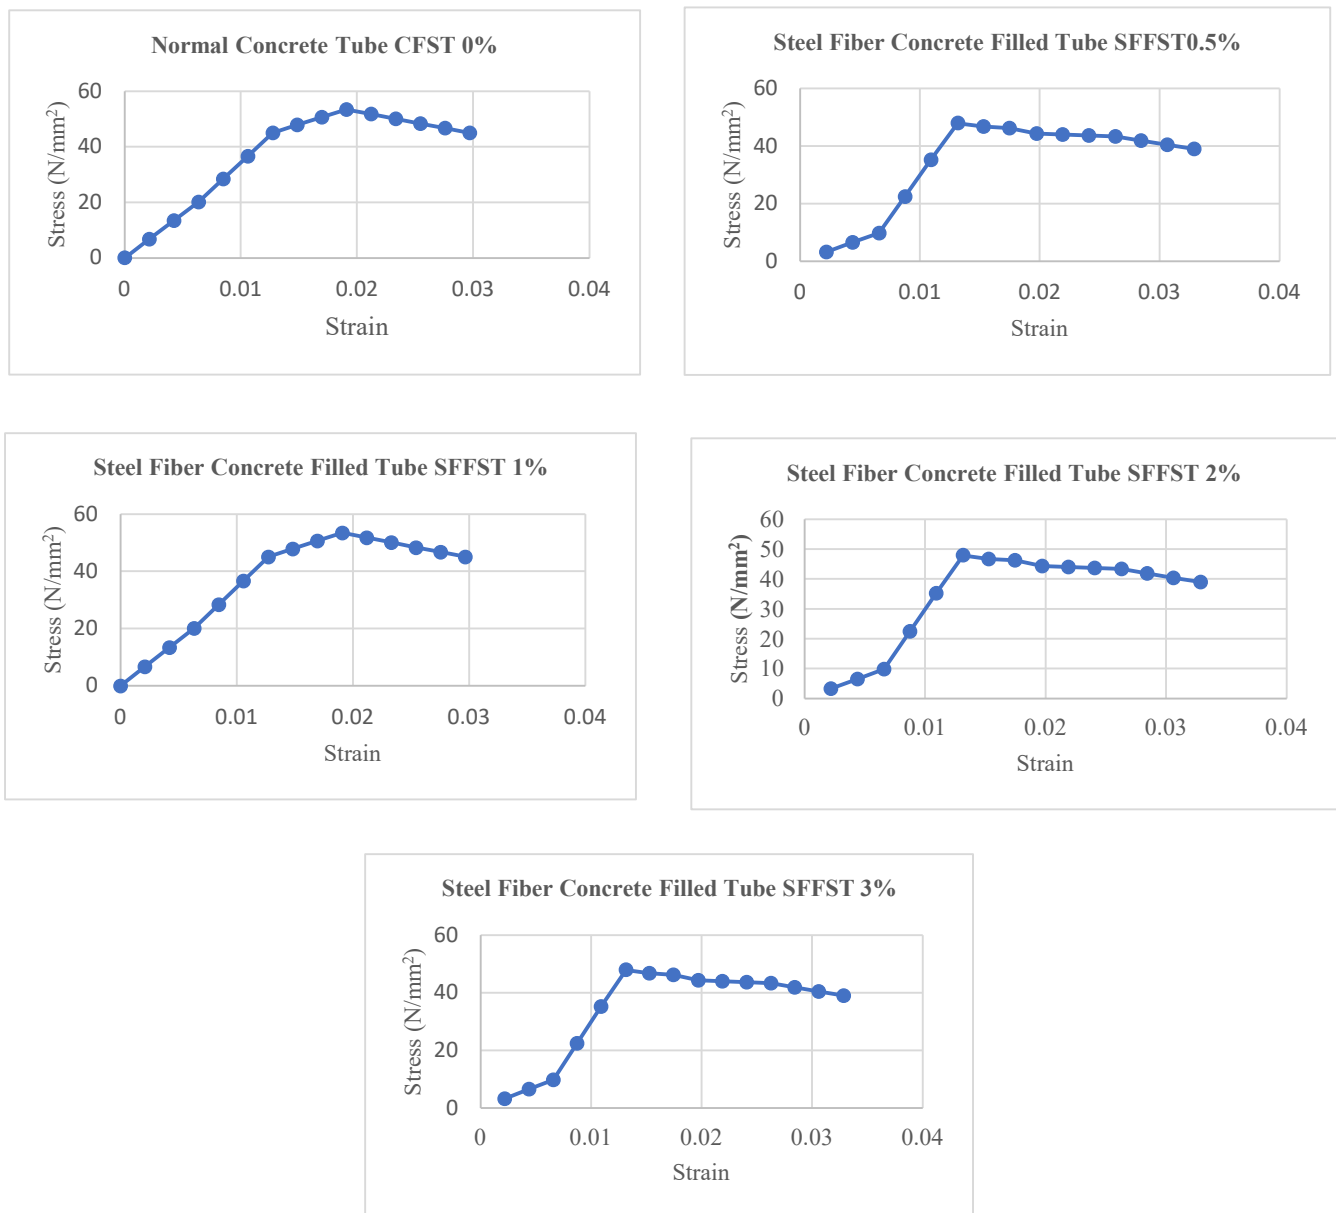 Normal Concrete Tube CFST 0%
Stress (N/mm²)
60
40
20
0
0 0.01 0.02 0.03 0.04
Strain
Steel Fiber Concrete Filled Tube SFFST0.5%
Stress (N/mm²)
60
40
20
0
0 0.01 0.02 0.03 0.04
Strain
Steel Fiber Concrete Filled Tube SFFST 1%
Stress (N/mm²)
60
40
20
0
0 0.01 0.02 0.03 0.04
Strain
Steel Fiber Concrete Filled Tube SFFST 2%
Stress (N/mm²)
60
50
40
30
20
10
0
0 0.01 0.02 0.03 0.04
Strain
Steel Fiber Concrete Filled Tube SFFST 3%
Stress (N/mm²)
60
40
20
0
0 0.01 0.02 0.03 0.04
Strain